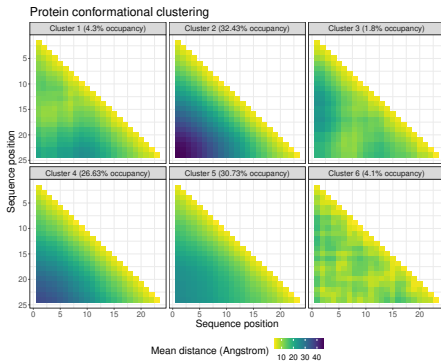 Protein conformational clustering
Cluster 1 (4.3% occupancy)
Cluster 2 (32.43% occupancy)
Cluster 3 (1.8% occupancy)
5
10
15
20
25
Cluster 4 (26.63% occupancy)
Cluster 5 (30.73% occupancy)
Cluster 6 (4.1% occupancy)
5
10
15
20
25
0 5 10 15 20
0 5 10 15 20
0 5 10 15 20
Sequence position
Sequence position
Mean distance (Angstrom)
10 20 30 40